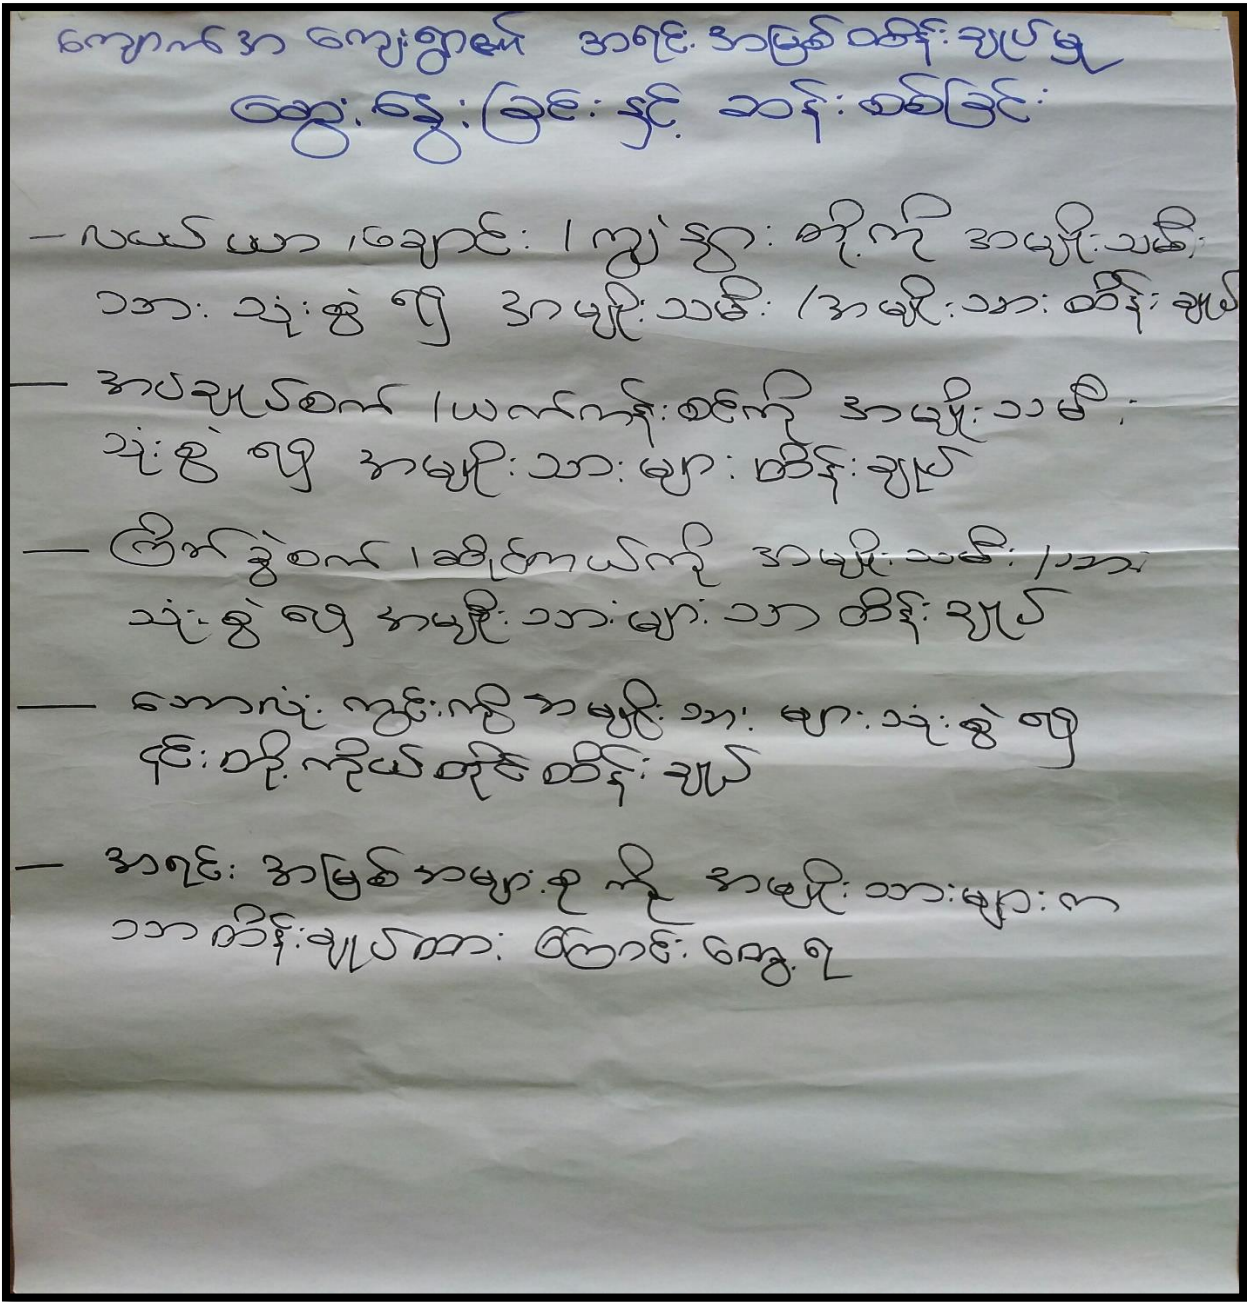 ကျောက်အ ကျေးရွာ၏ အရင်းအမြစ်ထိန်းချုပ်မှု
ဆွေးနွေးခြင်းနှင့် ဆန်းစစ်ခြင်း
- လယ်ယာ / ချောင်း / ကျွဲနွား တို့ကို အမျိုးသမီး/
သား သုံးစွဲ ၍ အမျိုးသမီး / အမျိုးသား ထိန်းချုပ်
- အပ်ချုပ်စက် / ယက်ကန်းစင်ကို အမျိုးသမီး
သုံးစွဲ ၍ အမျိုးသားများ ထိန်းချုပ်
- ကြိတ်ခွဲစက် / ဆိုင်ကယ်ကို အမျိုးသမီး / သား
သုံးစွဲ ၍ အမျိုးသားများသာ ထိန်းချုပ်
- ဘောလုံးကွင်းကို အမျိုးသားများ သုံးစွဲ ၍
၎င်းတို့ကိုယ်တိုင် ထိန်းချုပ်
- အရင်းအမြစ်အများစု ကို အမျိုးသားများက
သာ ထိန်းချုပ်ထားကြောင်း တွေ့ရ